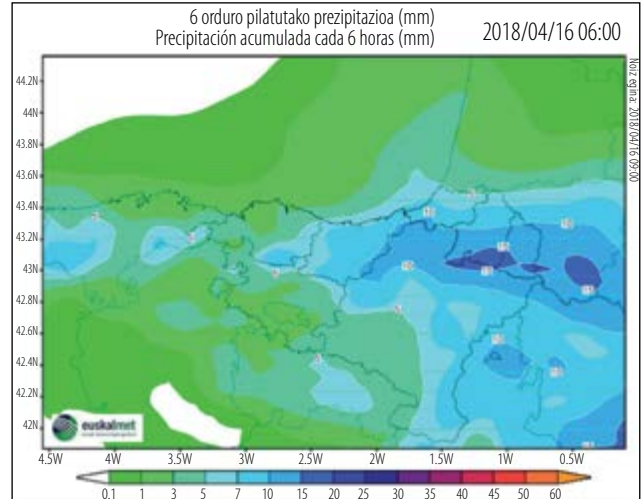 6 orduro pilatutako prezipitazioa (mm)
Precipitación acumulada cada 6 horas (mm)
2018/04/16 06:00
Noiz egina: 2018/04/16 09:00
44.2N
44N
43.8N
43.6N
43.4N
43.2N
43N
42.8N
42.6N
42.4N
42.2N
42N
euskalmet
4.5W 4W 3.5W 3W 2.5W 2W 1.5W 1W 0.5W
0.1 1 3 5 7 10 15 20 25 30 35 40 45 50 60